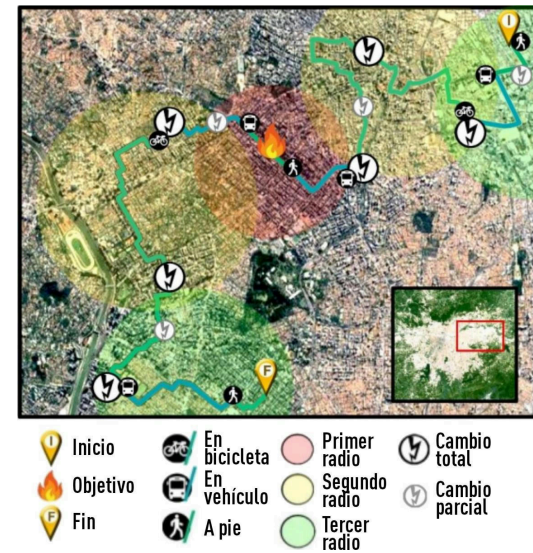 I
F
I
Inicio
Objetivo
F
Fin
En
bicicleta
En
vehículo
A pie
Primer
radio
Segundo
radio
Tercer
radio
Cambio
total
Cambio
parcial